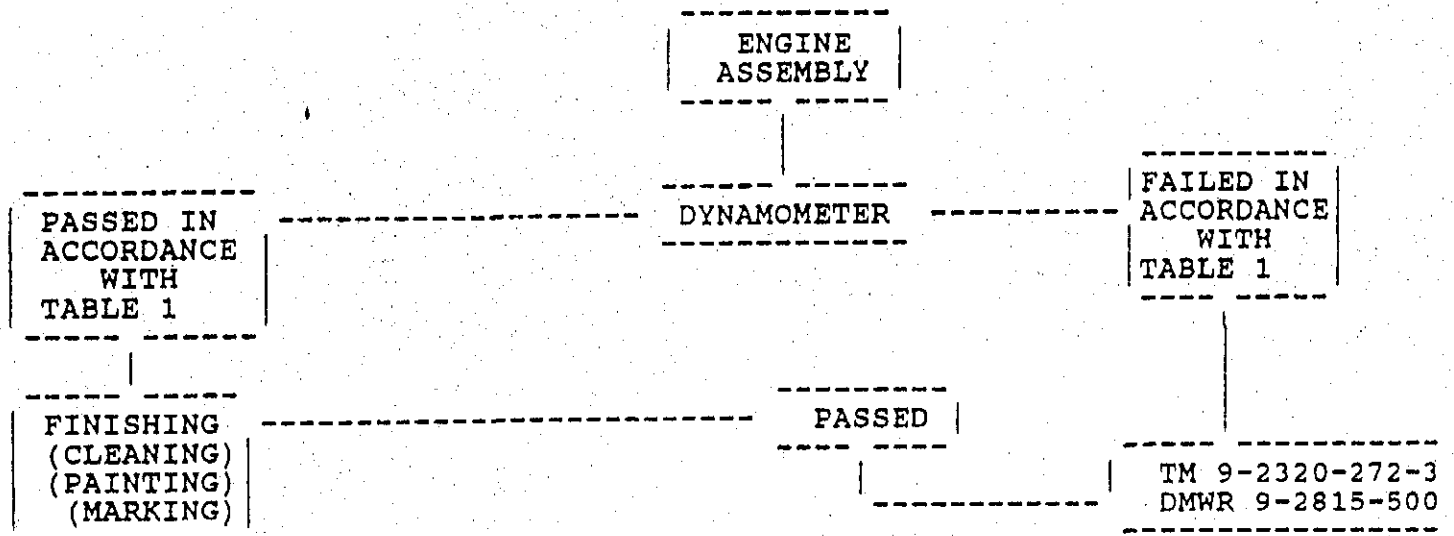 ENGINE
ASSEMBLY
DYNAMOMETER
PASSED IN
ACCORDANCE
WITH
TABLE 1
FAILED IN
ACCORDANCE
WITH
TABLE 1
FINISHING
(CLEANING)
(PAINTING)
(MARKING)
PASSED
TM 9-2320-272-3
DMWR 9-2815-500